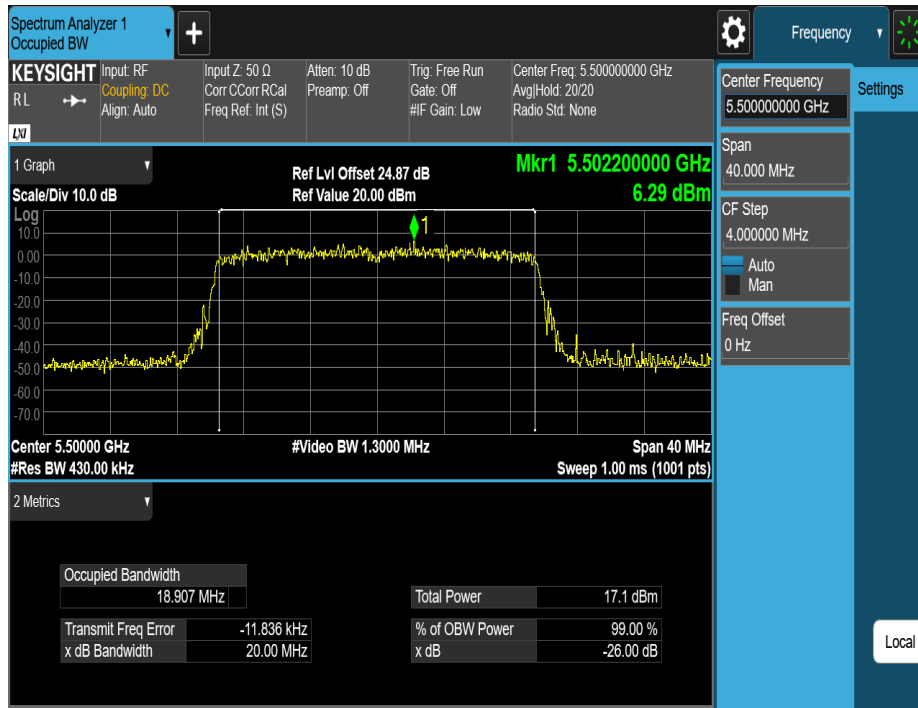 Spectrum Analyzer 1
Occupied BW
+
Frequency
KEYSIGHT
R L
LXI
Input: RF
Coupling: DC
Align: Auto
Input Z: 50 Ω
Corr CCorr RCal
Freq Ref: Int (S)
Atten: 10 dB
Preamp: Off
Trig: Free Run
Gate: Off
#IF Gain: Low
Center Freq: 5.500000000 GHz
Avg|Hold: 20/20
Radio Std: None
Center Frequency
5.500000000 GHz
Settings
Span
40.000 MHz
CF Step
4.000000 MHz
Auto
Man
Freq Offset
0 Hz
Local
1 Graph
Scale/Div 10.0 dB
Ref Lvl Offset 24.87 dB
Ref Value 20.00 dBm
Mkr1 5.502200000 GHz
6.29 dBm
Log
10.0
0.00
-10.0
-20.0
-30.0
-40.0
-50.0
-60.0
-70.0
1
Center 5.50000 GHz
#Video BW 1.3000 MHz
Span 40 MHz
#Res BW 430.00 kHz
Sweep 1.00 ms (1001 pts)
2 Metrics
Occupied Bandwidth
18.907 MHz
Total Power 17.1 dBm
Transmit Freq Error -11.836 kHz
% of OBW Power 99.00 %
x dB Bandwidth 20.00 MHz
x dB -26.00 dB